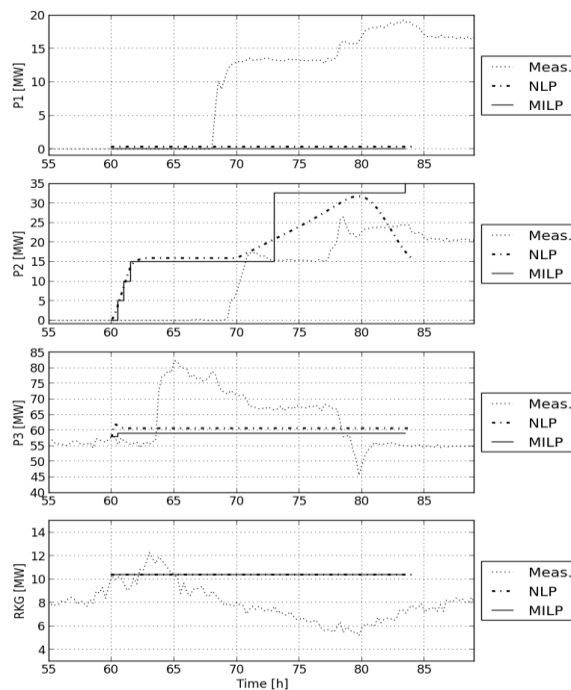 P1 [MW]
20
15
10
5
0
55 60 65 70 75 80 85
Meas.
NLP
MILP
P2 [MW]
35
30
25
20
15
10
5
0
55 60 65 70 75 80 85
Meas.
NLP
MILP
P3 [MW]
85
80
75
70
65
60
55
50
45
40
55 60 65 70 75 80 85
Meas.
NLP
MILP
RKG [MW]
14
12
10
8
6
4
55 60 65 70 75 80 85
Time [h]
Meas.
NLP
MILP